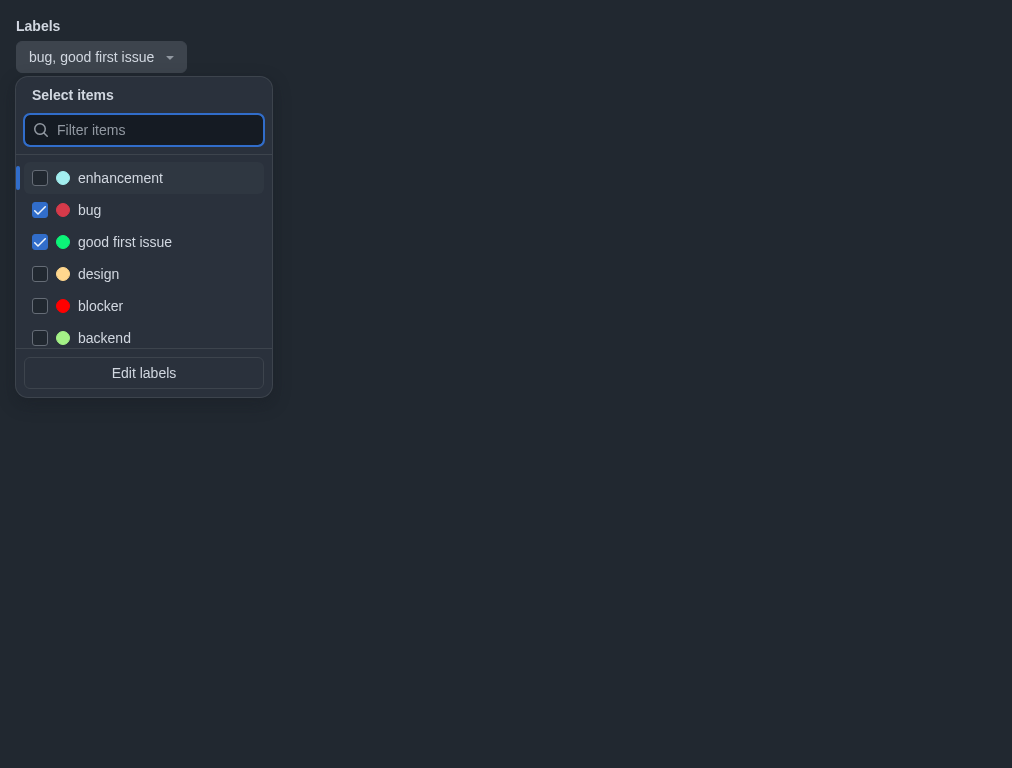 Labels
bug, good first issue
Select items
Filter items
enhancement
bug
good first issue
design
blocker
backend
Edit labels